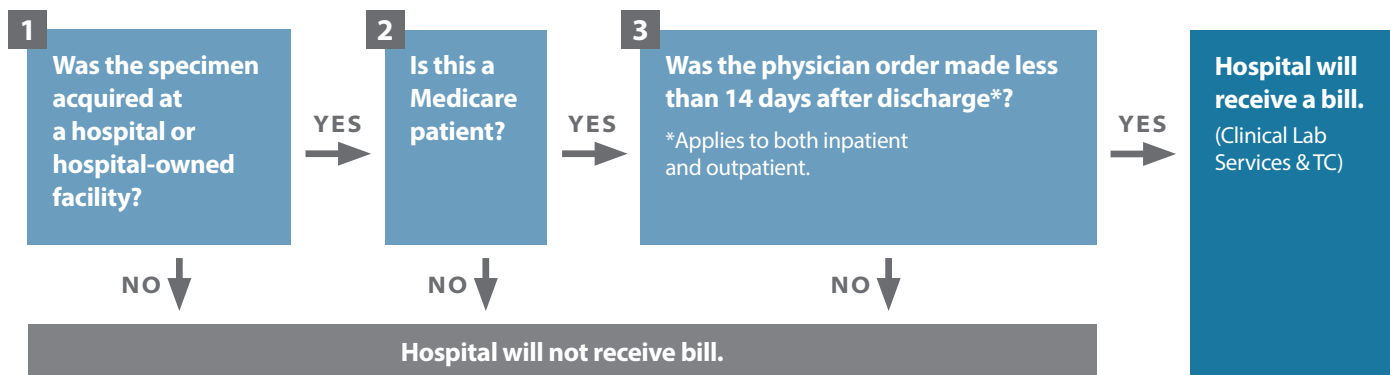 1
Was the specimen
acquired at
a hospital or
hospital-owned
facility?
YES
2
Is this a
Medicare
patient?
YES
3
Was the physician order made less
than 14 days after discharge*?
*Applies to both inpatient
and outpatient.
YES
Hospital will
receive a bill.
(Clinical Lab
Services & TC)
NO
NO
NO
Hospital will not receive bill.